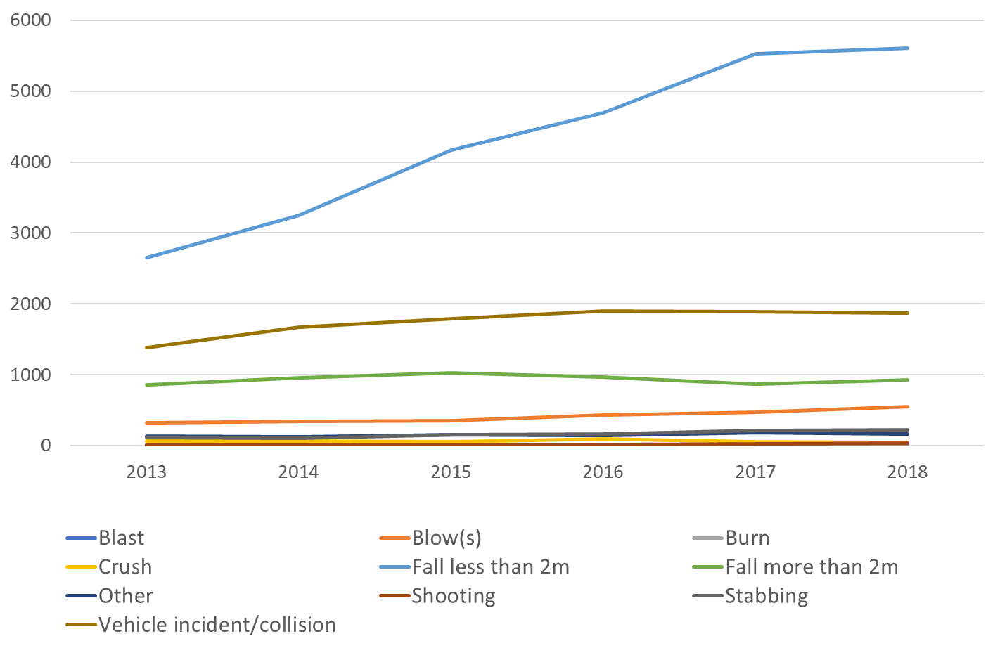 6000
5000
4000
3000
2000
1000
0
2013 2014 2015 2016 2017 2018
Blast Blow(s) Burn
Crush Fall less than 2m Fall more than 2m
Other Shooting Stabbing
Vehicle incident/collision